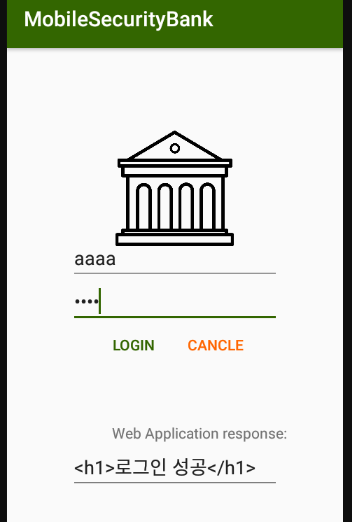 MobileSecurityBank
aaaa
••••
LOGIN CANCLE
Web Application response:
<h1>로그인 성공</h1>